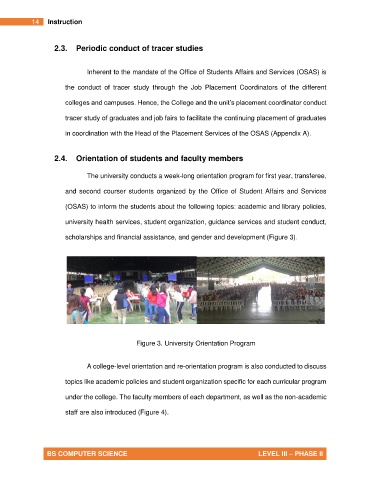 14 Instruction
2.3. Periodic conduct of tracer studies
Inherent to the mandate of the Office of Students Affairs and Services (OSAS) is
the conduct of tracer study through the Job Placement Coordinators of the different
colleges and campuses. Hence, the College and the unit's placement coordinator conduct
tracer study of graduates and job fairs to facilitate the continuing placement of graduates
in coordination with the Head of the Placement Services of the OSAS (Appendix A).
2.4. Orientation of students and faculty members
The university conducts a week-long orientation program for first year, transferee,
and second courser students organized by the Office of Student Affairs and Services
(OSAS) to inform the students about the following topics: academic and library policies,
university health services, student organization, guidance services and student conduct,
scholarships and financial assistance, and gender and development (Figure 3).
Figure 3. University Orientation Program
A college-level orientation and re-orientation program is also conducted to discuss
topics like academic policies and student organization specific for each curricular program
under the college. The faculty members of each department, as well as the non-academic
staff are also introduced (Figure 4).
BS COMPUTER SCIENCE LEVEL III – PHASE II